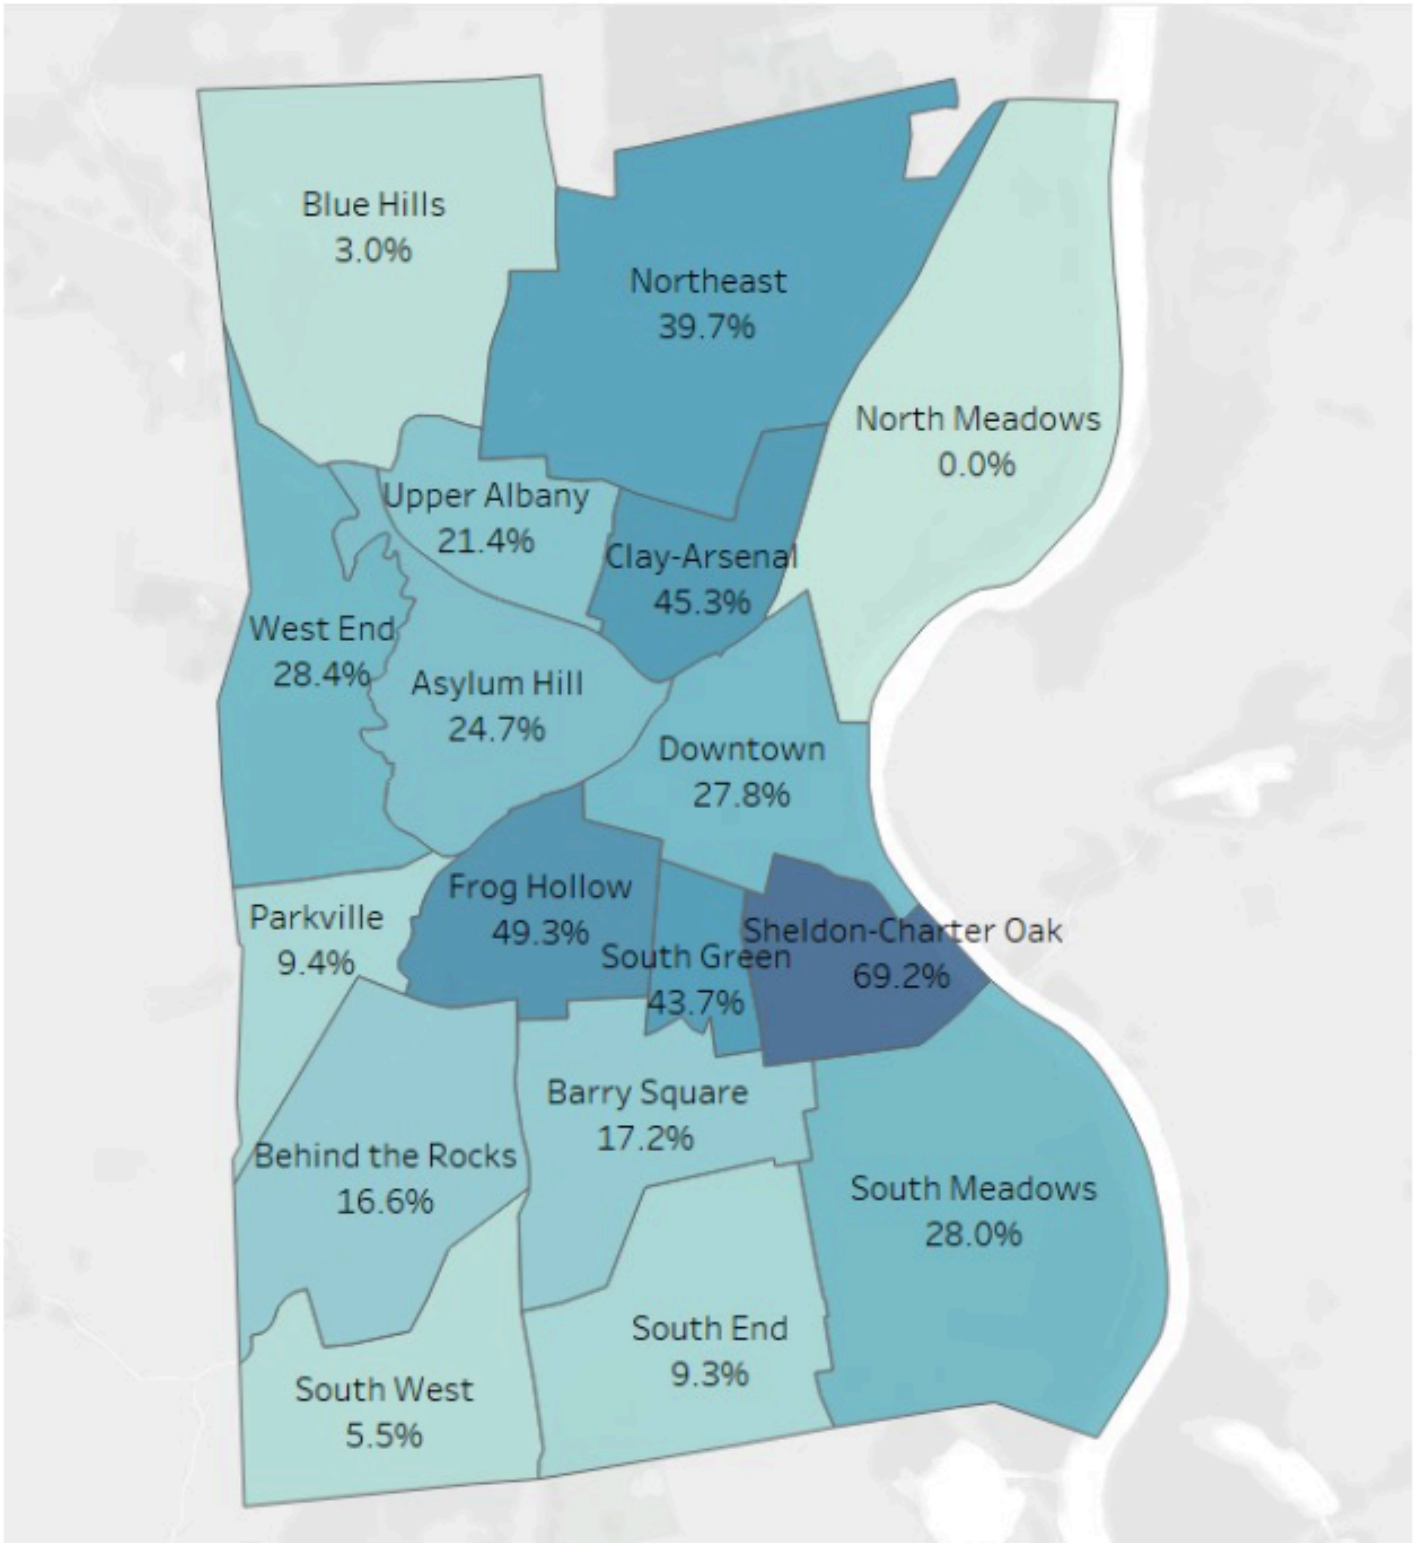 Blue Hills
3.0%
Northeast
39.7%
North Meadows
0.0%
Upper Albany
21.4%
Clay-Arsenal
45.3%
West End
28.4%
Asylum Hill
24.7%
Downtown
27.8%
Frog Hollow
49.3%
Parkville
9.4%
South Green
43.7%
Sheldon-Charter Oak
69.2%
Barry Square
17.2%
Behind the Rocks
16.6%
South Meadows
28.0%
South End
9.3%
South West
5.5%